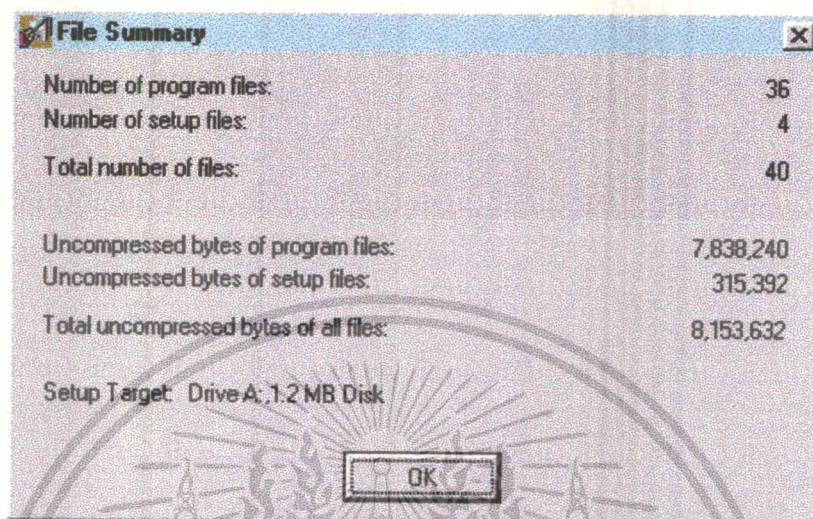 File Summary
Number of program files: 36
Number of setup files: 4
Total number of files: 40
Uncompressed bytes of program files: 7,838,240
Uncompressed bytes of setup files: 315,392
Total uncompressed bytes of all files: 8,153,632
Setup Target: Drive A:,1.2 MB Disk
OK